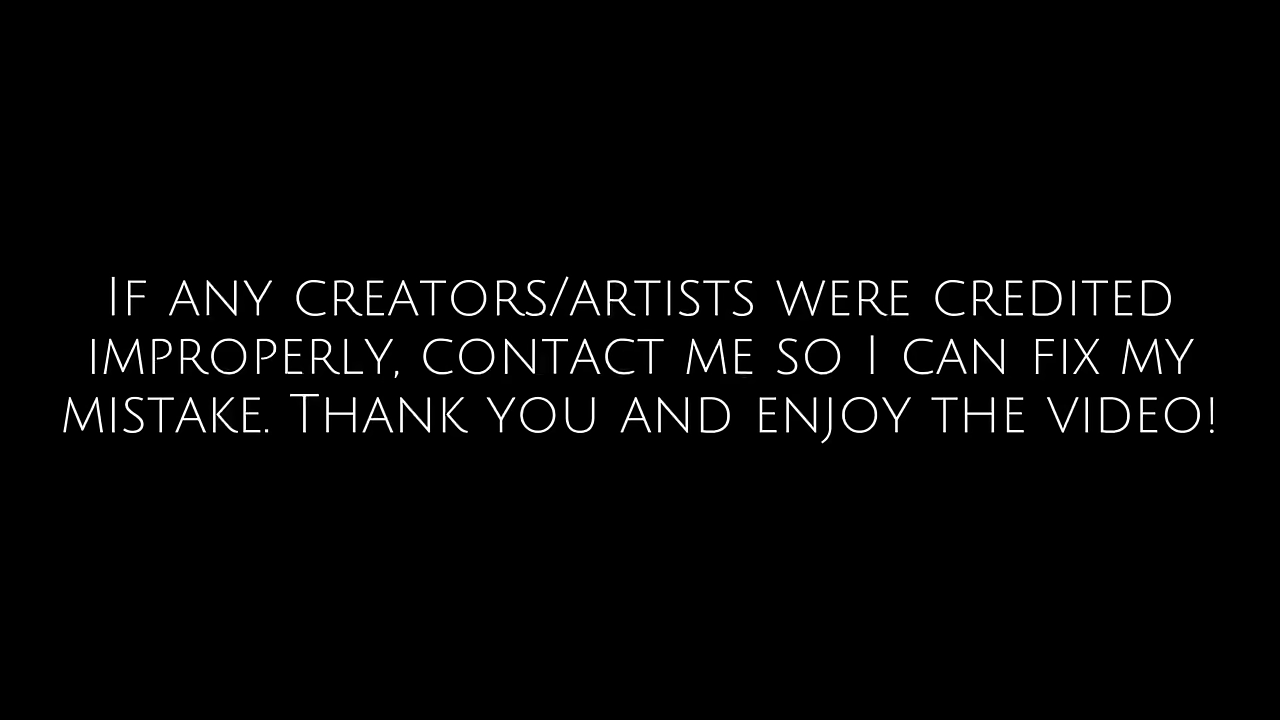 If any creators/artists were credited
improperly, contact me so I can fix my
mistake. Thank you and enjoy the video!